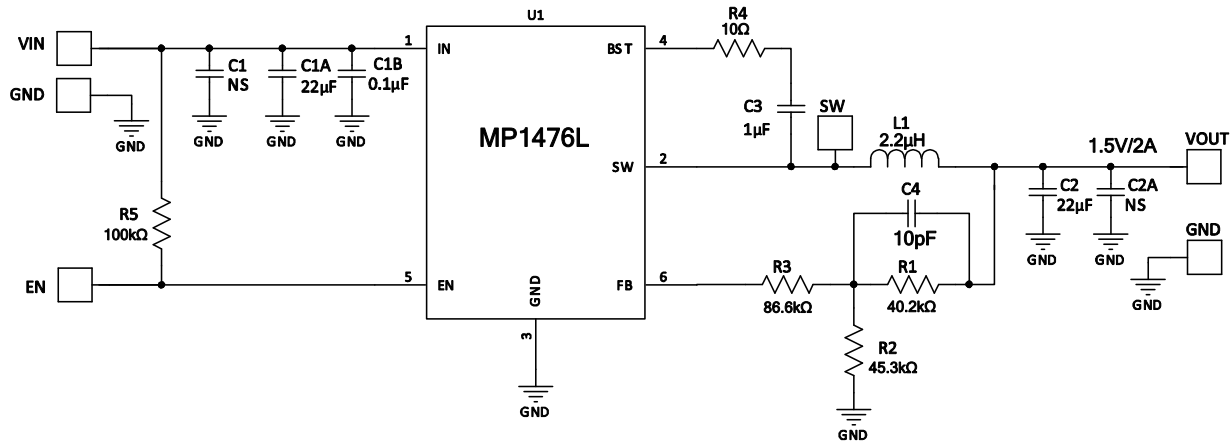 U1
VIN
1
IN
BST
4
R4
10Ω
C1
NS
C1A
22µF
C1B
0.1µF
GND
GND
GND
GND
GND
C3
1µF
SW
MP1476L
L1
2.2µH
SW
2
1.5V/2A
VOUT
C4
10pF
C2
22µF
C2A
NS
R5
100kΩ
GND
GND
GND
EN
5
EN
GND
3
FB
6
R3
86.6kΩ
R1
40.2kΩ
GND
R2
45.3kΩ
GND
GND